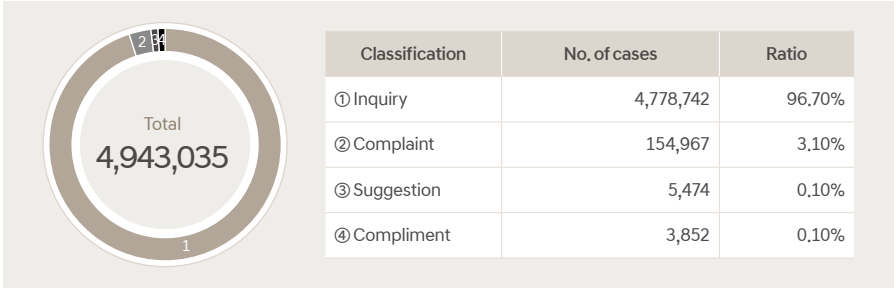 2 3 4
Total
4,943,035
1
Classification No. of cases Ratio
① Inquiry 4,778,742 96.70%
② Complaint 154,967 3.10%
③ Suggestion 5,474 0.10%
④ Compliment 3,852 0.10%